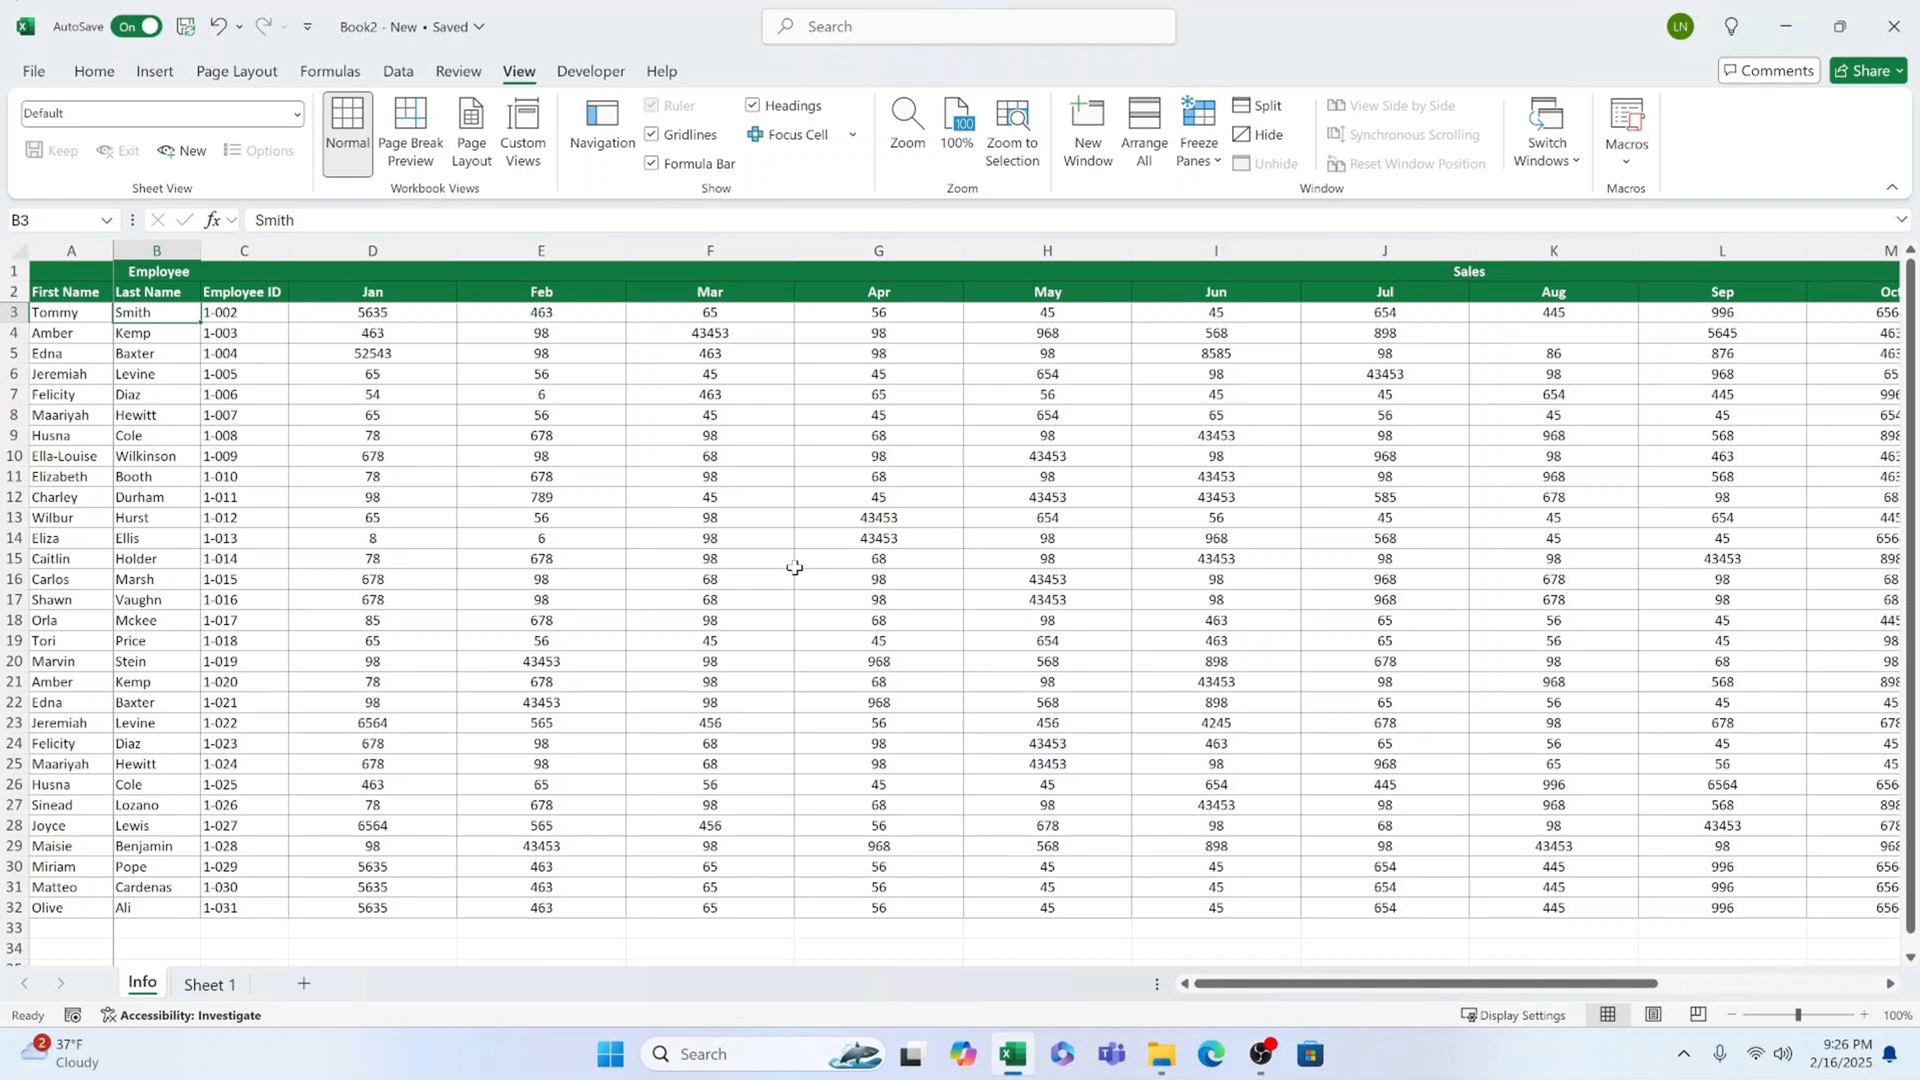 AutoSave On Book2 - New • Saved Search LN
File Home Insert Page Layout Formulas Data Review View Developer Help Comments Share
Default
Keep Exit New Options
Sheet View
Normal Page Break Preview Page Layout Custom Views
Workbook Views
Navigation Ruler Gridlines Formula Bar Headings Focus Cell
Show
Zoom 100 100% Zoom to Selection
Zoom
New Window Arrange All Freeze Panes Split Hide Unhide View Side by Side Synchronous Scrolling Reset Window Position Switch Windows
Window
Macros
Macros
B3 fx Smith
A B C D E F G H I J K L M
1 Employee Sales
2 First Name Last Name Employee ID Jan Feb Mar Apr May Jun Jul Aug Sep Oct
3 Tommy Smith 1-002 5635 463 65 56 45 45 654 445 996 656
4 Amber Kemp 1-003 463 98 43453 98 968 568 898 5645 463
5 Edna Baxter 1-004 52543 98 463 98 98 8585 98 86 876 463
6 Jeremiah Levine 1-005 65 56 45 45 654 98 43453 98 968 65
7 Felicity Diaz 1-006 54 6 463 65 56 45 45 654 445 996
8 Maariyah Hewitt 1-007 65 56 45 45 654 65 56 45 45 654
9 Husna Cole 1-008 78 678 98 68 98 43453 98 968 568 898
10 Ella-Louise Wilkinson 1-009 678 98 68 98 43453 98 968 98 463 463
11 Elizabeth Booth 1-010 78 678 98 68 98 43453 98 968 568 463
12 Charley Durham 1-011 98 789 45 45 43453 43453 585 678 98 68
13 Wilbur Hurst 1-012 65 56 98 43453 654 56 45 45 654 445
14 Eliza Ellis 1-013 8 6 98 43453 98 968 568 45 45 656
15 Caitlin Holder 1-014 78 678 98 68 98 43453 98 98 43453 898
16 Carlos Marsh 1-015 678 98 68 98 43453 98 968 678 98 68
17 Shawn Vaughn 1-016 678 98 68 98 43453 98 968 678 98 68
18 Orla Mckee 1-017 85 678 98 68 98 463 65 56 45 445
19 Tori Price 1-018 65 56 45 45 654 463 65 56 45 98
20 Marvin Stein 1-019 98 43453 98 968 568 898 678 98 68 98
21 Amber Kemp 1-020 78 678 98 68 98 43453 98 968 568 898
22 Edna Baxter 1-021 98 43453 98 968 568 898 65 56 45 45
23 Jeremiah Levine 1-022 6564 565 456 56 456 4245 678 98 678 678
24 Felicity Diaz 1-023 678 98 68 98 43453 463 65 56 45 45
25 Maariyah Hewitt 1-024 678 98 68 98 43453 98 968 65 56 45
26 Husna Cole 1-025 463 65 56 45 45 654 445 996 6564 656
27 Sinead Lozano 1-026 78 678 98 68 98 43453 98 968 568 898
28 Joyce Lewis 1-027 6564 565 456 56 678 98 68 98 43453 678
29 Maisie Benjamin 1-028 98 43453 98 968 568 898 98 43453 98 968
30 Miriam Pope 1-029 5635 463 65 56 45 45 654 445 996 656
31 Matteo Cardenas 1-030 5635 463 65 56 45 45 654 445 996 656
32 Olive Ali 1-031 5635 463 65 56 45 45 654 445 996 656
33
34
Info Sheet 1
Ready Accessibility: Investigate Display Settings 100%
2 37°F Search 9:26 PM
Cloudy 2/16/2025